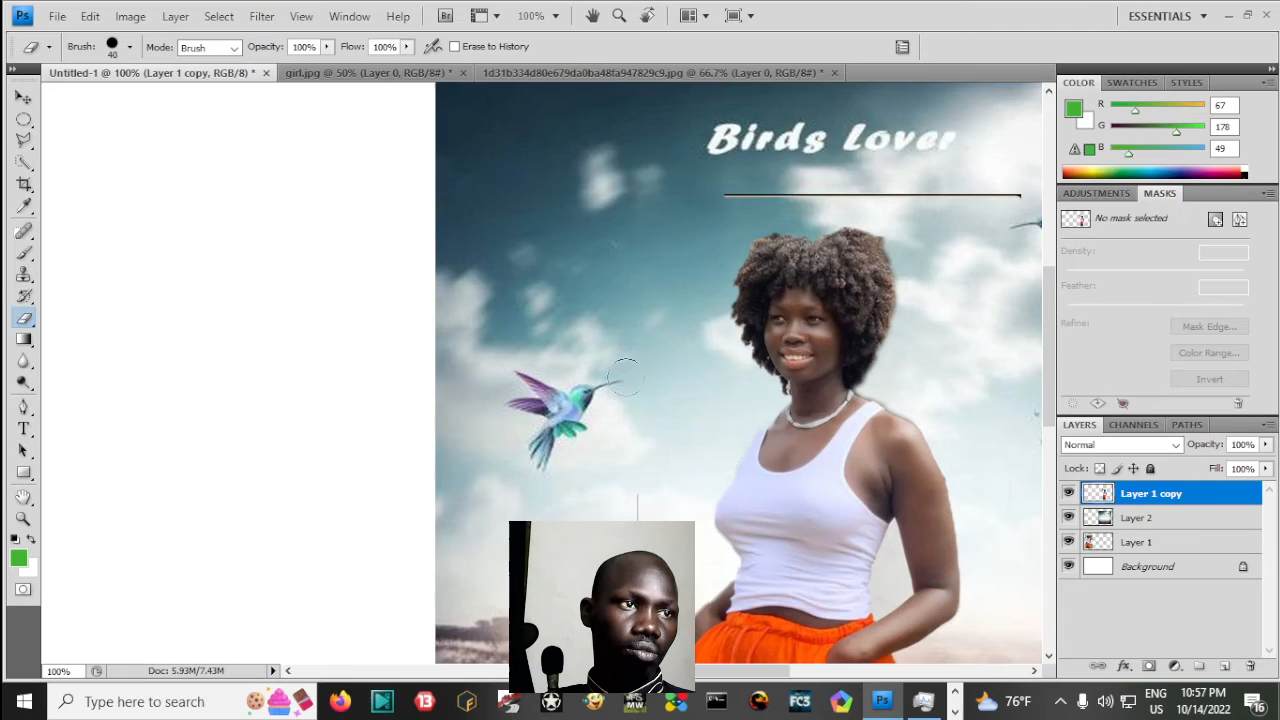 Ps File Edit Image Layer Select Filter View Window Help Br 100% ESSENTIALS
Brush: 40 Mode: Brush Opacity: 100% Flow: 100% Erase to History
Untitled-1 @ 100% (Layer 1 copy, RGB/8) * girl.jpg @ 50% (Layer 0, RGB/8#) * 1d31b334d80e679da0ba48fa947829c9.jpg @ 66.7% (Layer 0, RGB/8#) *
COLOR SWATCHES STYLES
R 67
G 178
B 49
Birds Lover
ADJUSTMENTS MASKS
No mask selected
Density:
Feather:
Refine: Mask Edge...
Color Range...
Invert
LAYERS CHANNELS PATHS
Normal Opacity: 100%
Lock: Fill: 100%
Layer 1 copy
Layer 2
Layer 1
Background
100% Doc: 5.93M/7.43M
fx
Type here to search 13 MW FC3 Ps 76°F ENG US 10:57 PM 10/14/2022 16